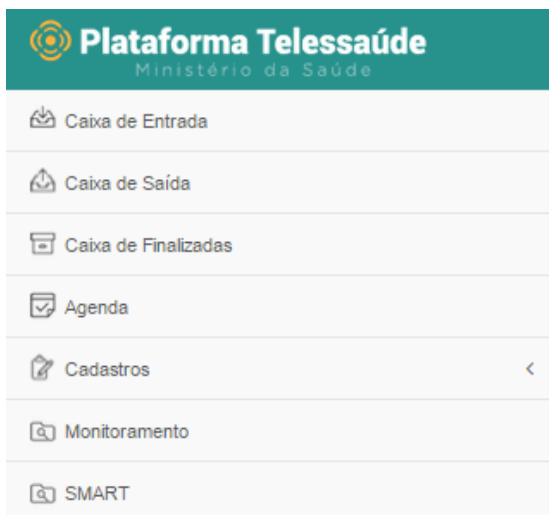 Plataforma Telessaúde
Ministério da Saúde
Caixa de Entrada
Caixa de Saída
Caixa de Finalizadas
Agenda
Cadastros
Monitoramento
SMART